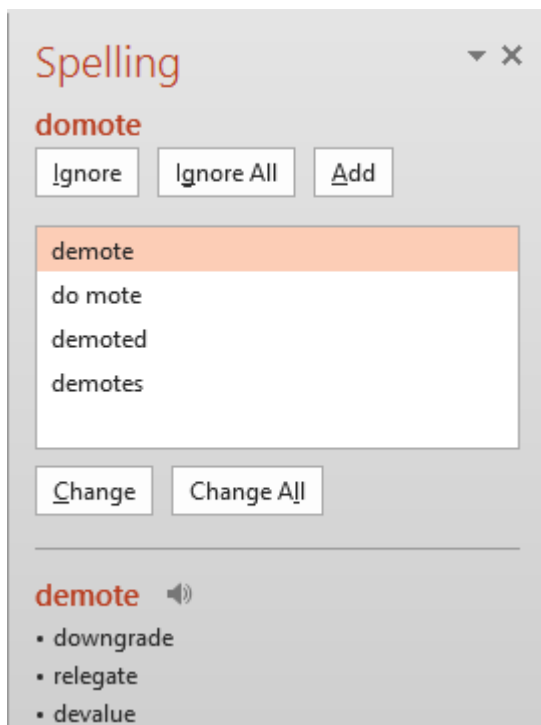 Spelling
domote
Ignore Ignore All Add
demote
do mote
demoted
demotes
Change Change All
demote
• downgrade
• relegate
• devalue